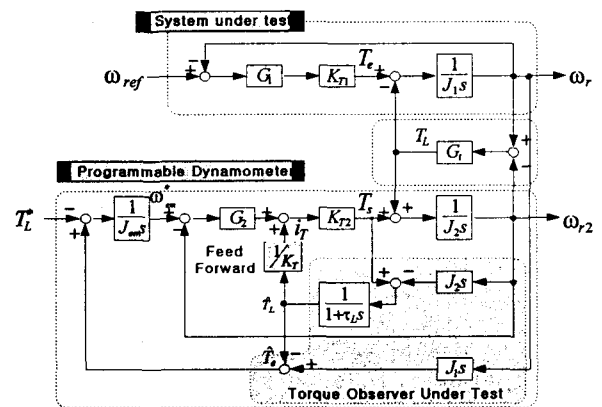 System under test
ω_ref
G_1
K_T1
T_e
1/(J_1 s)
ω_r
T_L
G_t
Programmable Dynamometer
T_L*
1/(J_em s)
G_2
i_T
K_T2
T_s
1/(J_2 s)
ω_r2
Feed
Forward
1/K_T
T̂_L
1/(1+τ_L s)
J_2 s
T̂_e
J_1 s
Torque Observer Under Test